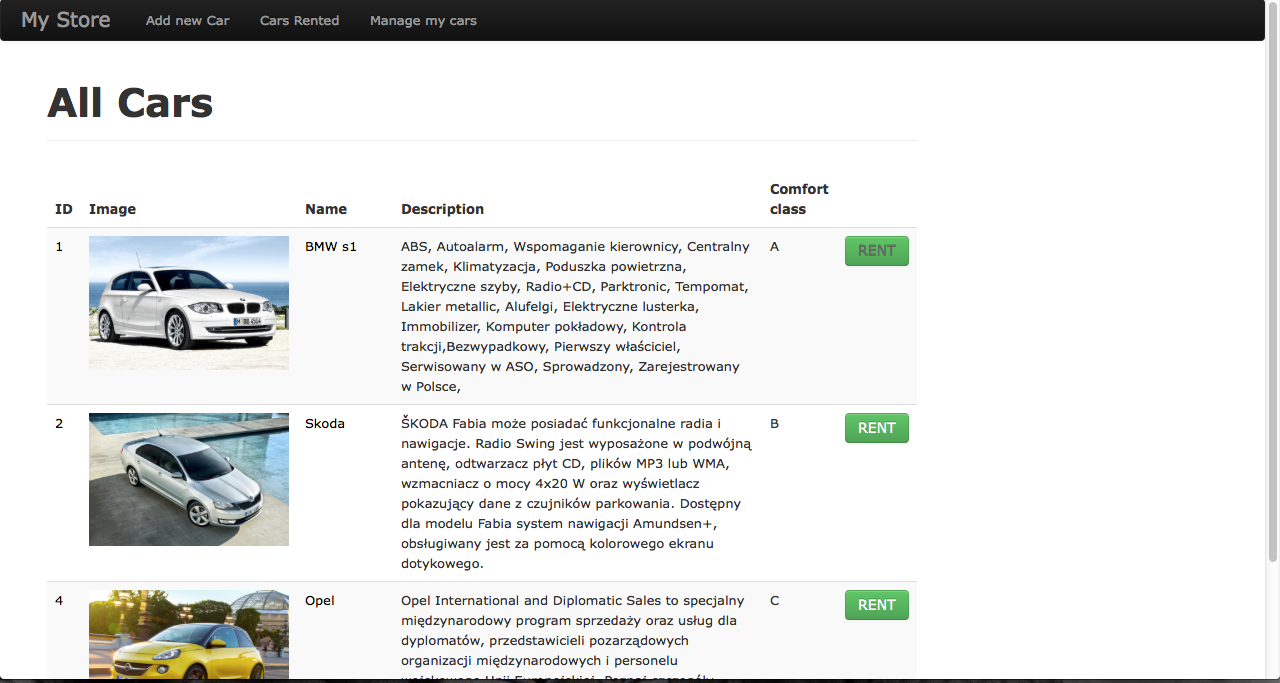 My Store Add new Car Cars Rented Manage my cars
All Cars
ID Image Name Description Comfort class
1 BMW s1 ABS, Autoalarm, Wspomaganie kierownicy, Centralny A RENT
zamek, Klimatyzacja, Poduszka powietrzna,
Elektryczne szyby, Radio+CD, Parktronic, Tempomat,
Lakier metallic, Alufelgi, Elektryczne lusterka,
Immobilizer, Komputer pokładowy, Kontrola
trakcji,Bezwypadkowy, Pierwszy właściciel,
Serwisowany w ASO, Sprowadzony, Zarejestrowany
w Polsce,
2 Skoda ŠKODA Fabia może posiadać funkcjonalne radia i B RENT
nawigacje. Radio Swing jest wyposażone w podwójną
antenę, odtwarzacz płyt CD, plików MP3 lub WMA,
wzmacniacz o mocy 4x20 W oraz wyświetlacz
pokazujący dane z czujników parkowania. Dostępny
dla modelu Fabia system nawigacji Amundsen+,
obsługiwany jest za pomocą kolorowego ekranu
dotykowego.
4 Opel Opel International and Diplomatic Sales to specjalny C RENT
międzynarodowy program sprzedaży oraz usług dla
dyplomatów, przedstawicieli pozarządowych
organizacji międzynarodowych i personelu